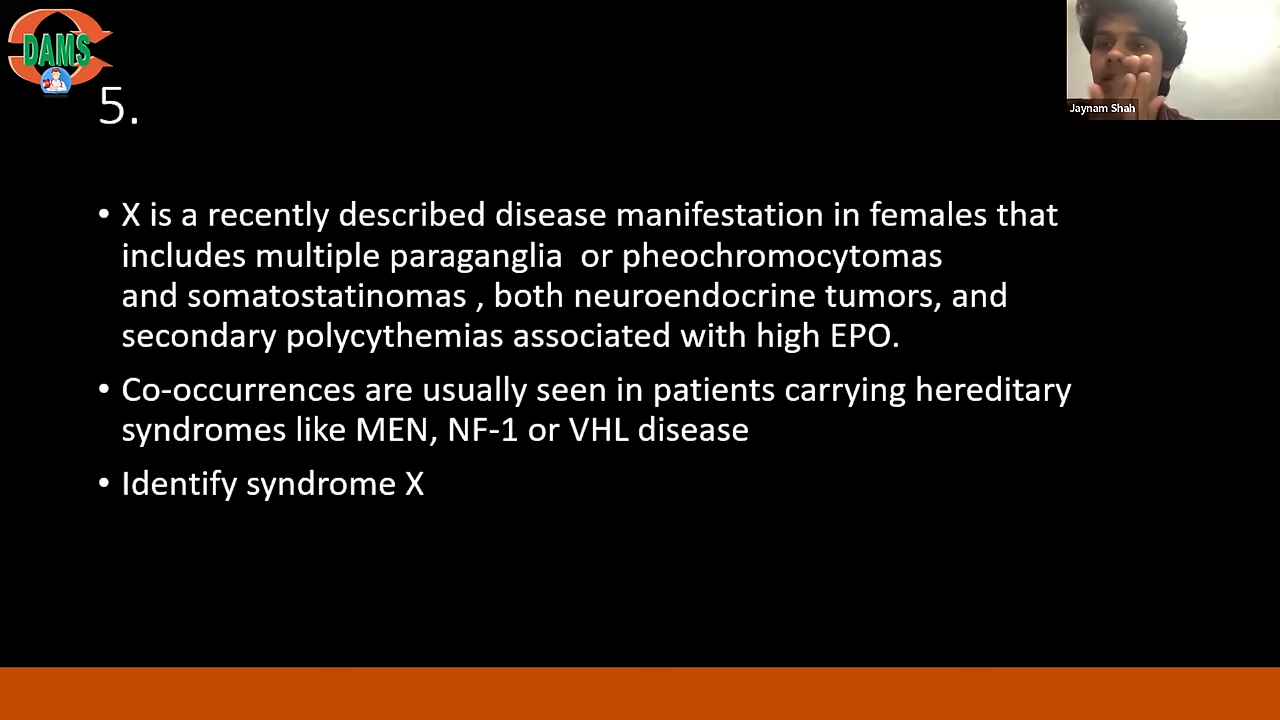 DAMS
Jaynam Shah
5.
• X is a recently described disease manifestation in females that
includes multiple paraganglia  or pheochromocytomas
and somatostatinomas , both neuroendocrine tumors, and
secondary polycythemias associated with high EPO.
• Co-occurrences are usually seen in patients carrying hereditary
syndromes like MEN, NF-1 or VHL disease
• Identify syndrome X